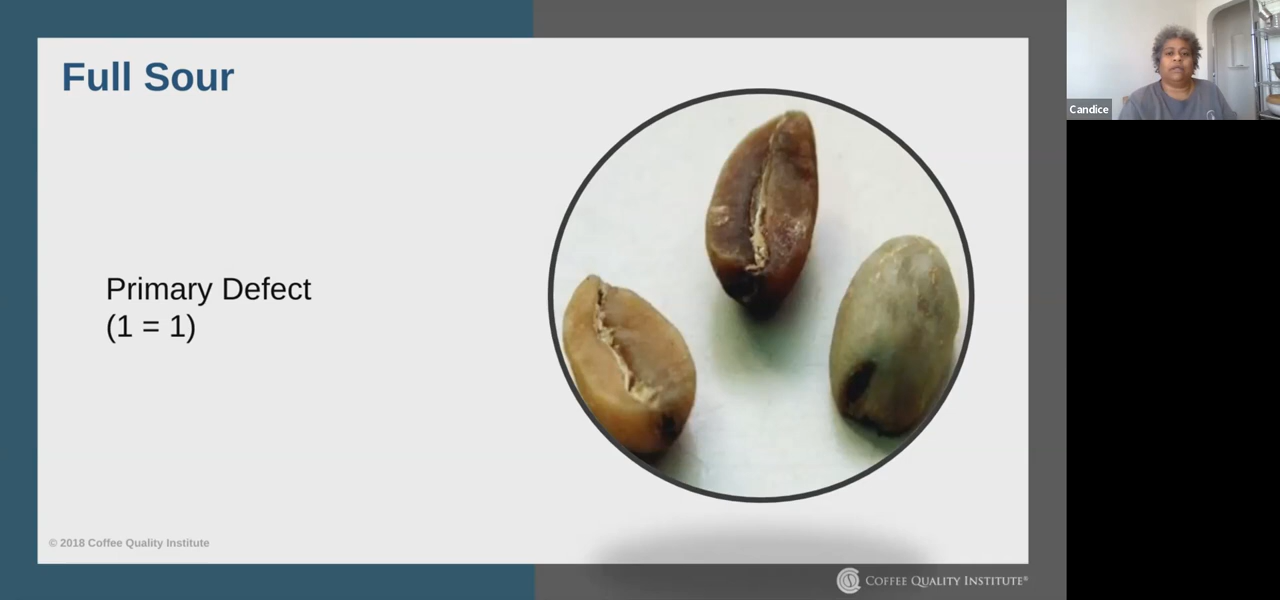 Full Sour
Primary Defect
(1 = 1)
© 2018 Coffee Quality Institute
COFFEE QUALITY INSTITUTE®
Candice